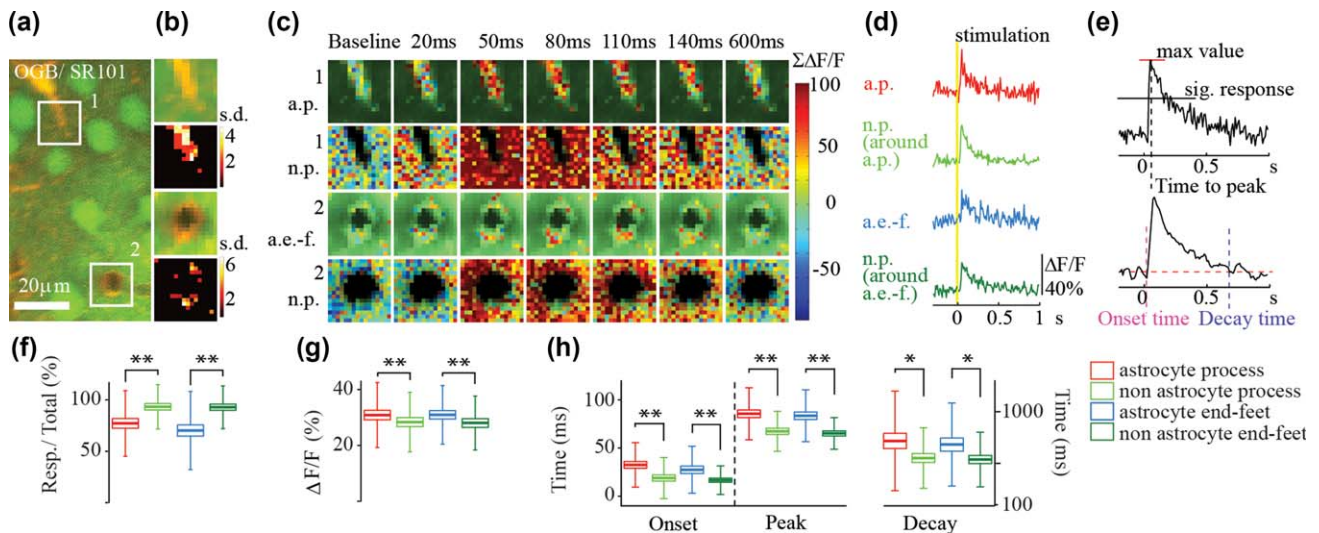 (a)
OGB/ SR101
1
2
20μm
(b)
s.d.
4
2
s.d.
6
2
(c)
Baseline 20ms 50ms 80ms 110ms 140ms 600ms
1
a.p.
1
n.p.
2
a.e.-f.
2
n.p.
ΣΔF/F
100
50
0
-50
(d)
stimulation
a.p.
n.p.
(around
a.p.)
a.e.-f.
n.p.
(around
a.e.-f.)
ΔF/F
40%
0 0.5 1 s
(e)
max value
sig. response
0 0.5 s
Time to peak
0 0.5 s
Onset time Decay time
(f)
Resp./ Total (%)
100
50
** **
(g)
ΔF/F (%)
40
30
0
** **
(h)
Time (ms)
100
50
0
** **
** **
* *
Onset Peak Decay
1000
100
Time (ms)
astrocyte process
non astrocyte process
astrocyte end-feet
non astrocyte end-feet